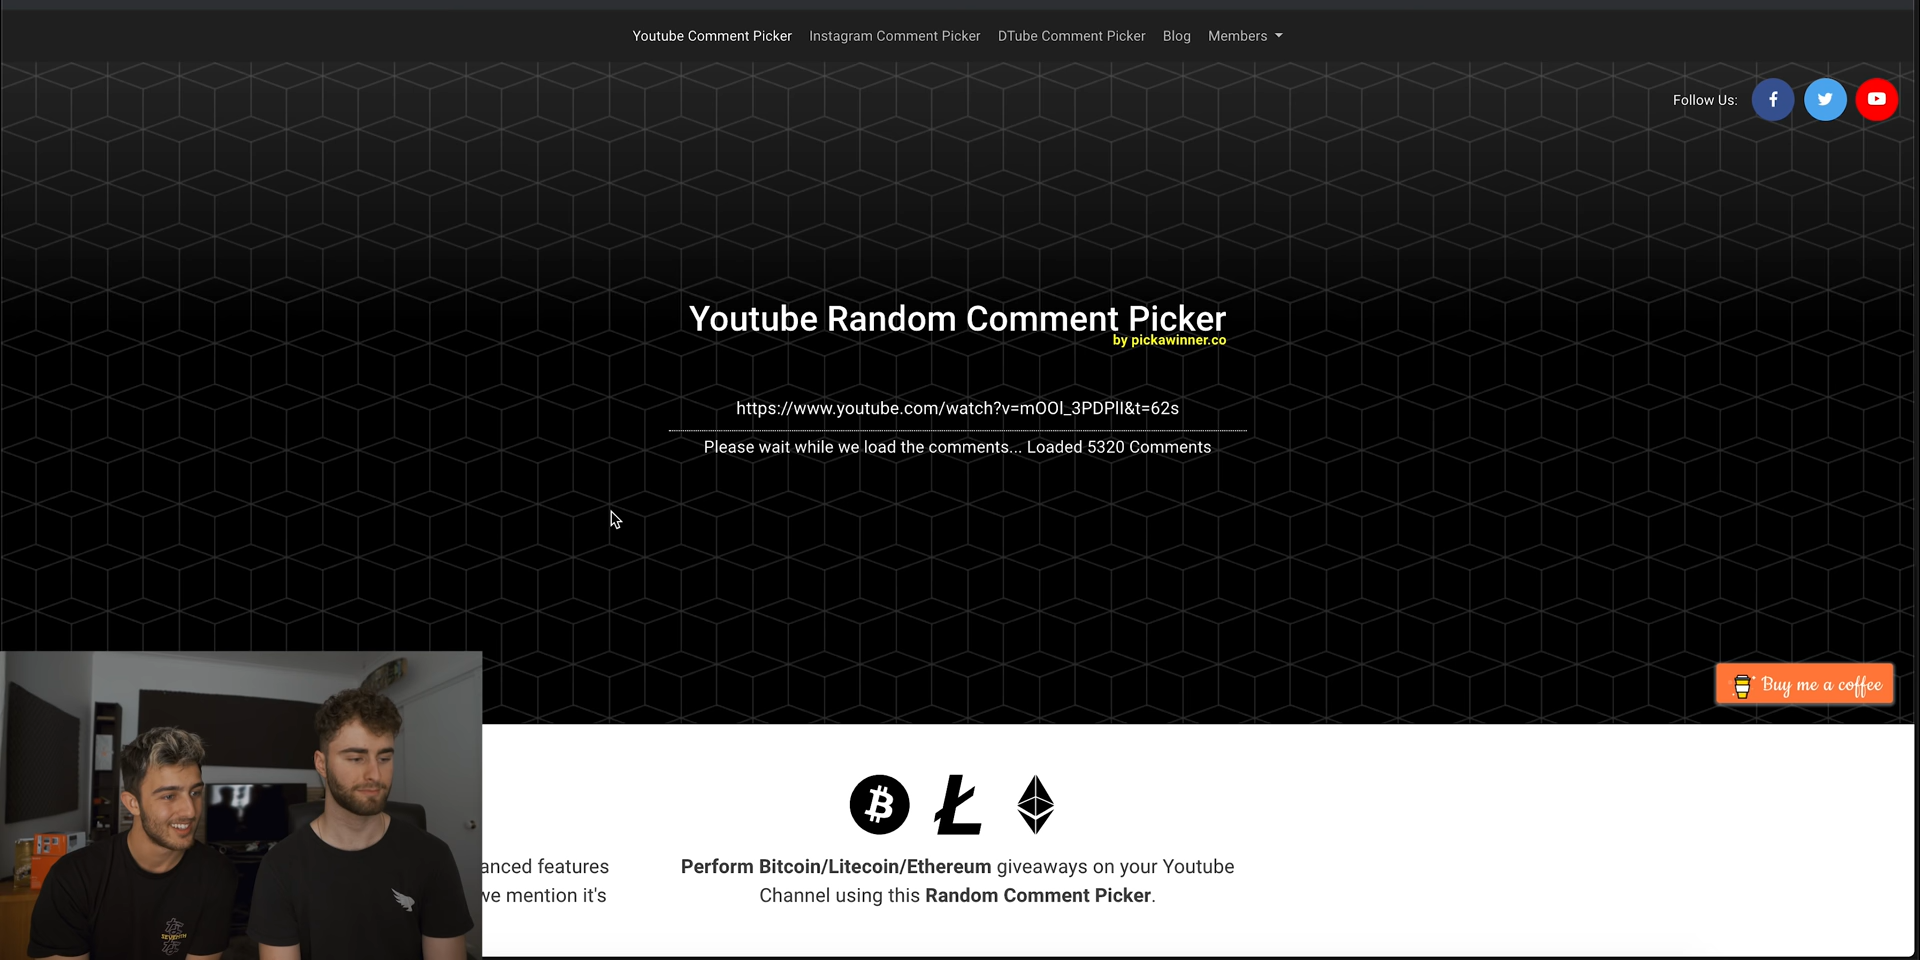 Youtube Comment Picker Instagram Comment Picker DTube Comment Picker Blog Members
Follow Us:
Youtube Random Comment Picker
by pickawinner.co
https://www.youtube.com/watch?v=mOOl_3PDPlI&t=62s
Please wait while we load the comments... Loaded 5320 Comments
Buy me a coffee
anced features
we mention it's
Perform Bitcoin/Litecoin/Ethereum giveaways on your Youtube
Channel using this Random Comment Picker.
SEVENTH